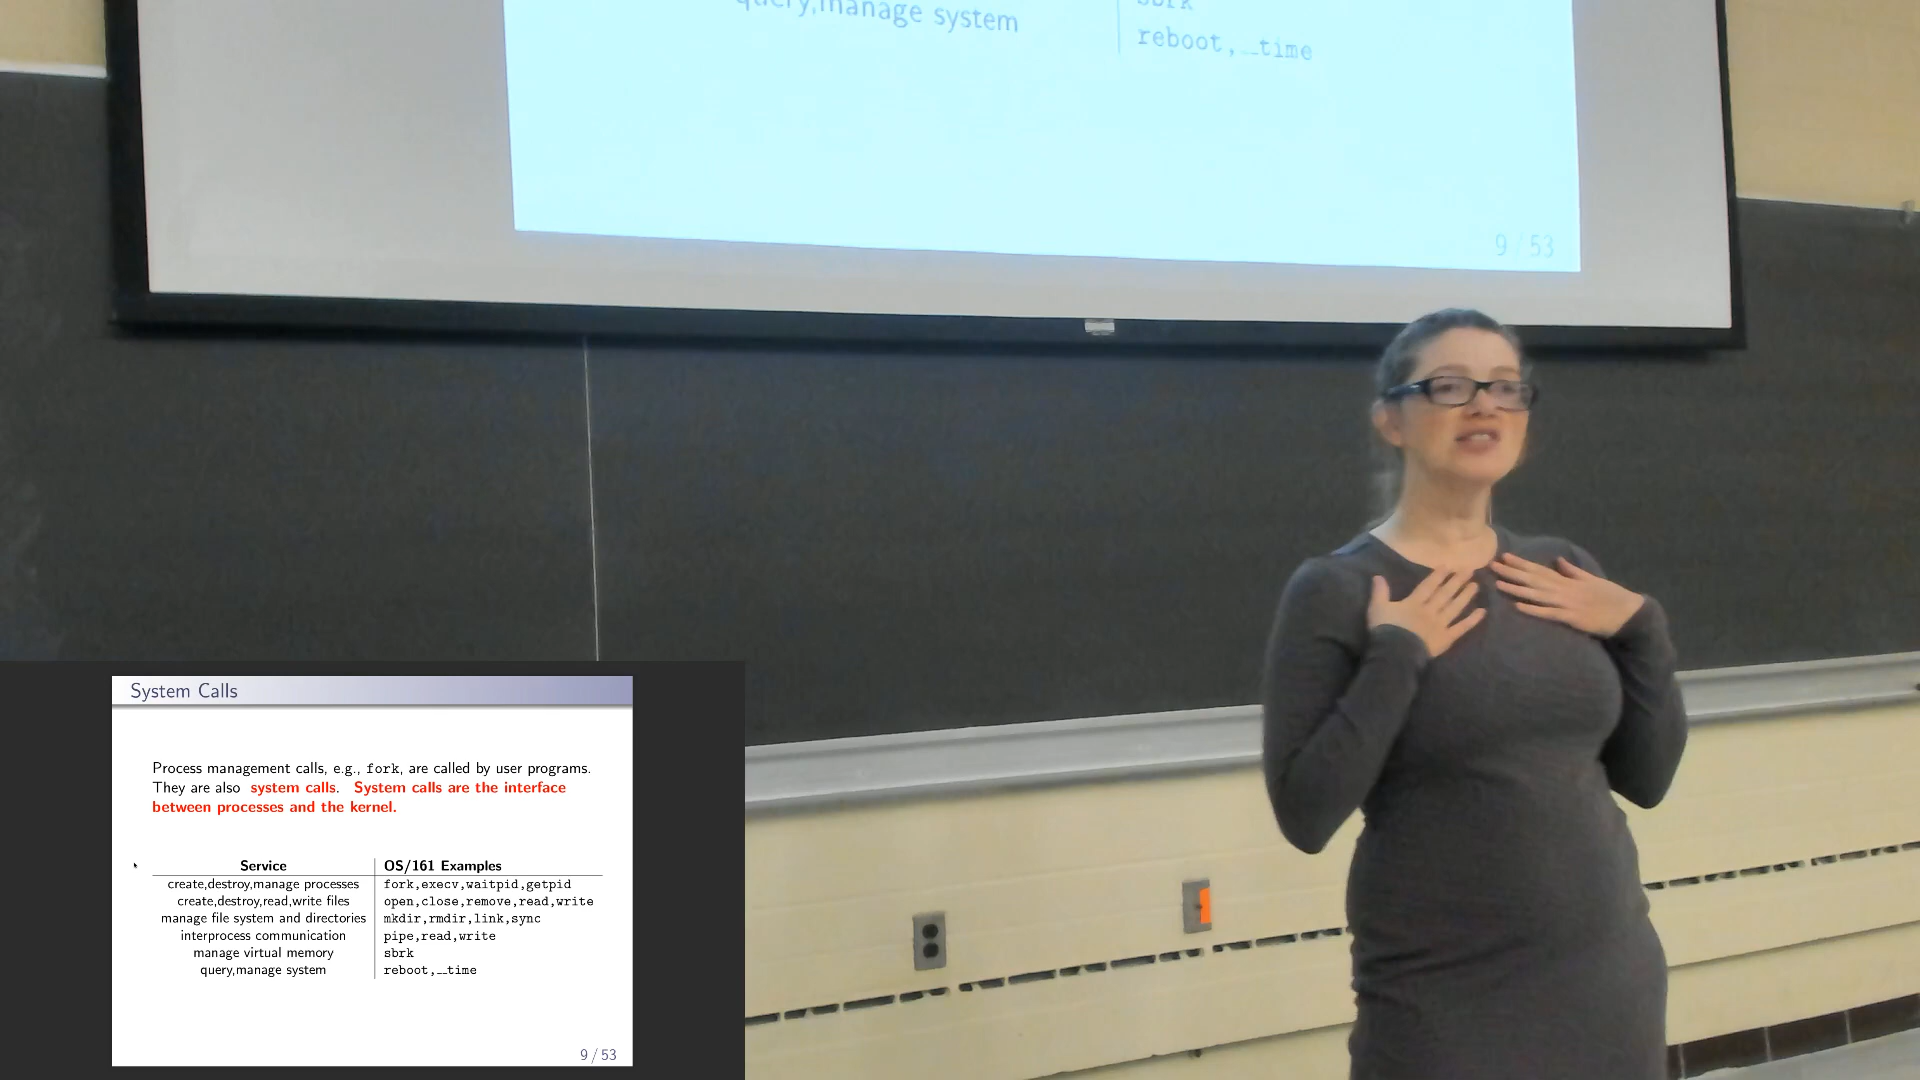 query,manage system
sbrk
reboot,__time
9 / 53
System Calls
Process management calls, e.g., fork, are called by user programs.
They are also system calls. System calls are the interface
between processes and the kernel.
Service OS/161 Examples
create,destroy,manage processes fork,execv,waitpid,getpid
create,destroy,read,write files open,close,remove,read,write
manage file system and directories mkdir,rmdir,link,sync
interprocess communication pipe,read,write
manage virtual memory sbrk
query,manage system reboot,__time
9 / 53